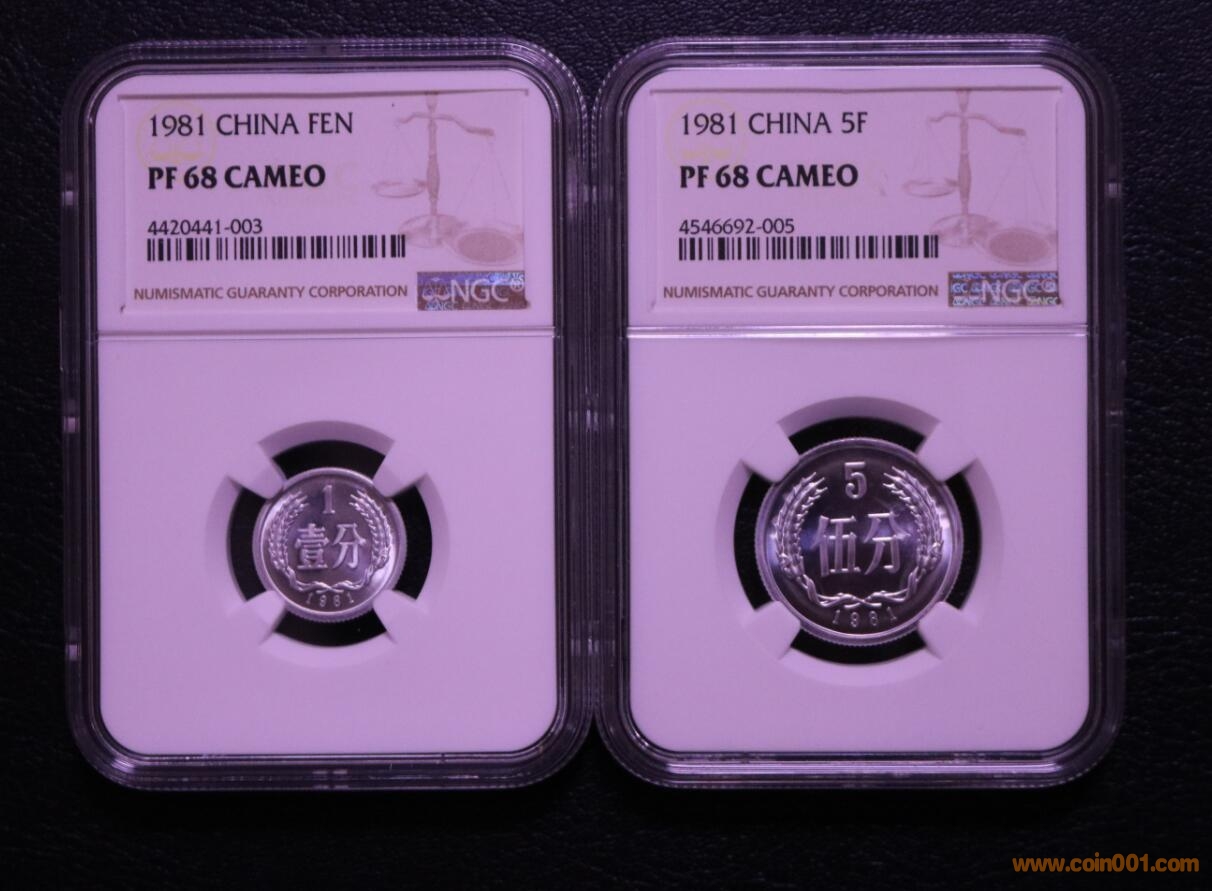 1981 CHINA FEN
PF 68 CAMEO
4420441-003
NUMISMATIC GUARANTY CORPORATION
NGC
1
壹分
1981
1981 CHINA 5F
PF 68 CAMEO
4546692-005
NUMISMATIC GUARANTY CORPORATION
NGC
5
伍分
1981
www.coin001.com